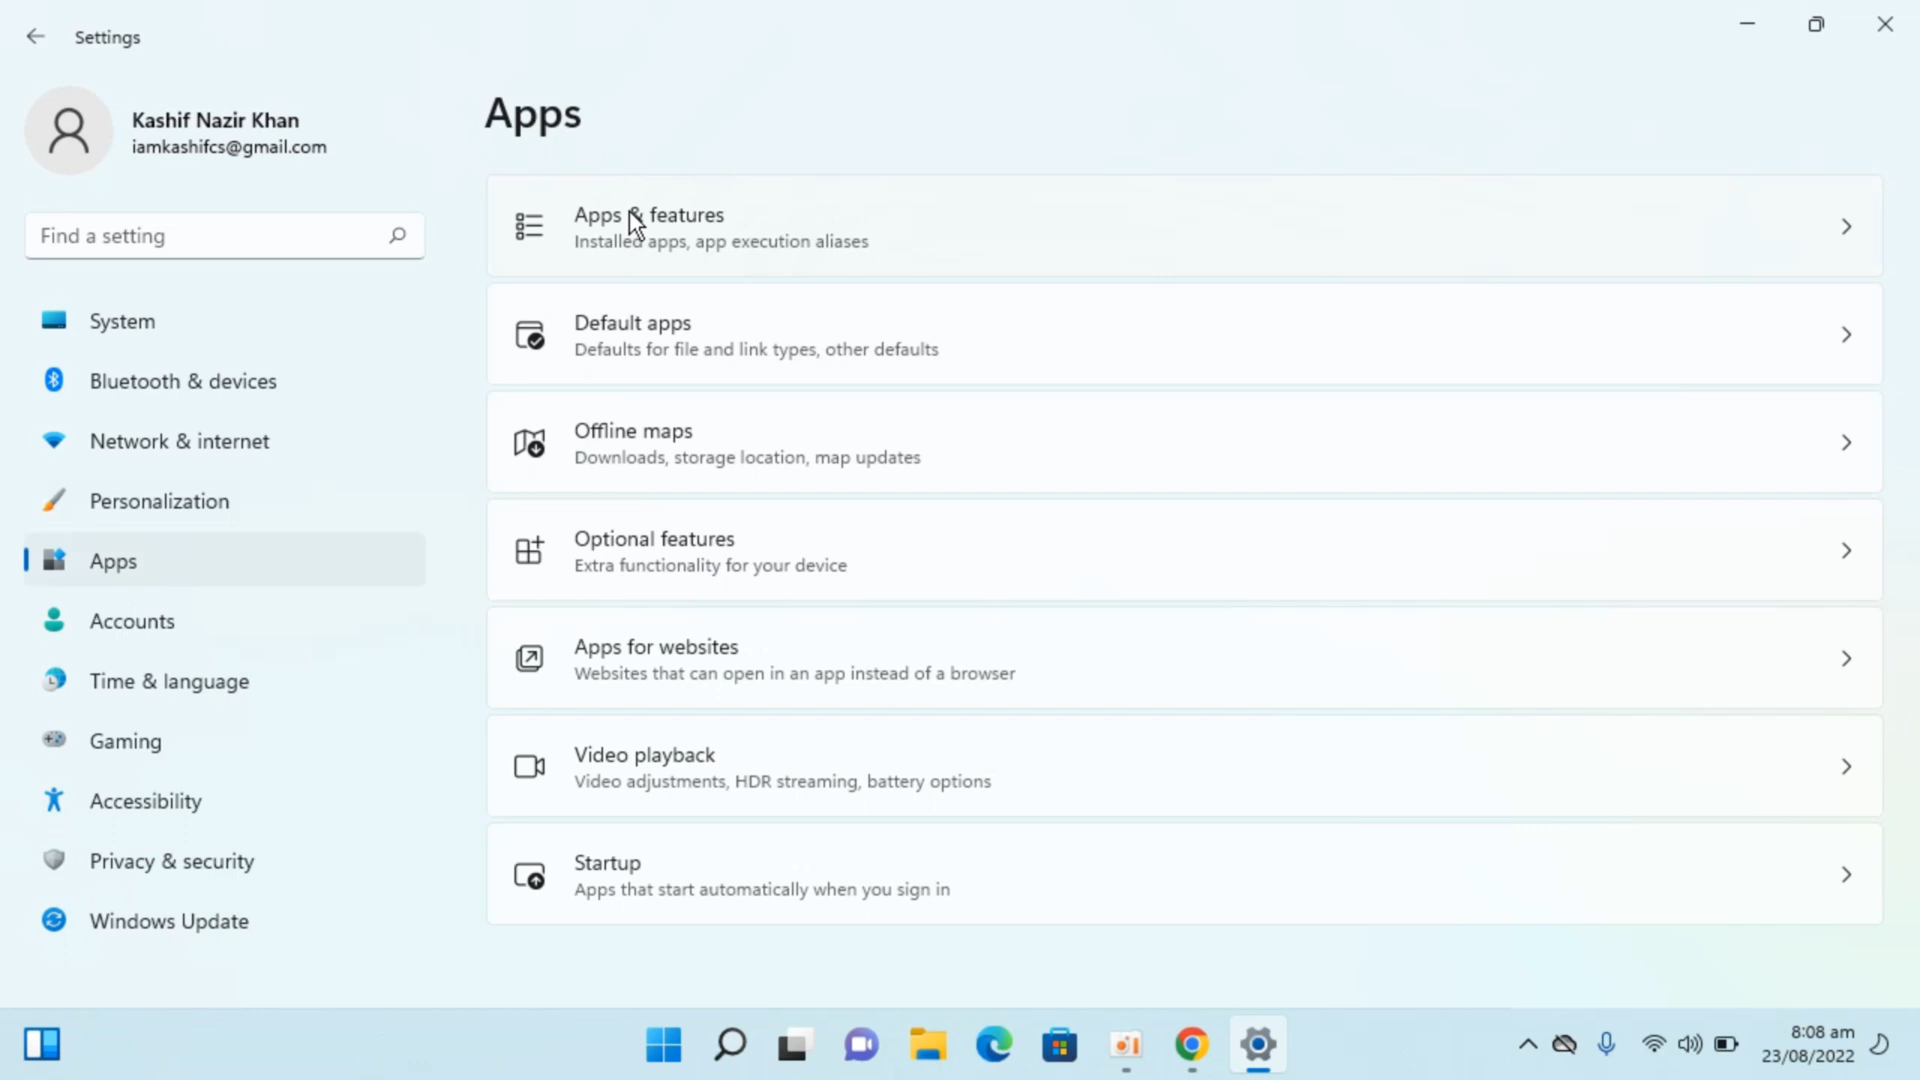 Settings
Kashif Nazir Khan
iamkashifcs@gmail.com
Find a setting
System
Bluetooth & devices
Network & internet
Personalization
Apps
Accounts
Time & language
Gaming
Accessibility
Privacy & security
Windows Update
Apps
Apps & features
Installed apps, app execution aliases
Default apps
Defaults for file and link types, other defaults
Offline maps
Downloads, storage location, map updates
Optional features
Extra functionality for your device
Apps for websites
Websites that can open in an app instead of a browser
Video playback
Video adjustments, HDR streaming, battery options
Startup
Apps that start automatically when you sign in
8:08 am
23/08/2022